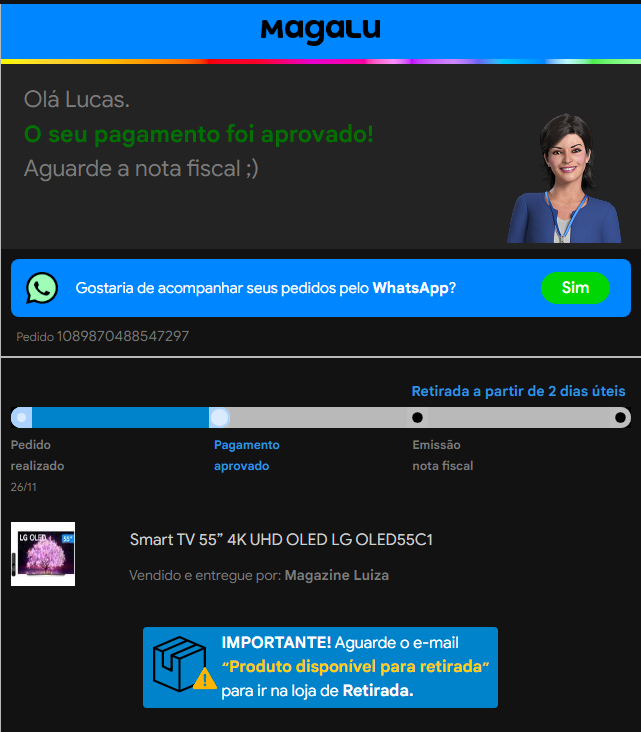 Magalu
Olá Lucas.
O seu pagamento foi aprovado!
Aguarde a nota fiscal ;)
Gostaria de acompanhar seus pedidos pelo WhatsApp?
Sim
Pedido 1089870488547297
Retirada a partir de 2 dias úteis
Pedido
realizado
26/11
Pagamento
aprovado
Emissão
nota fiscal
LG OLED 55"
Smart TV 55” 4K UHD OLED LG OLED55C1
Vendido e entregue por: Magazine Luiza
IMPORTANTE! Aguarde o e-mail
“Produto disponível para retirada”
para ir na loja de Retirada.